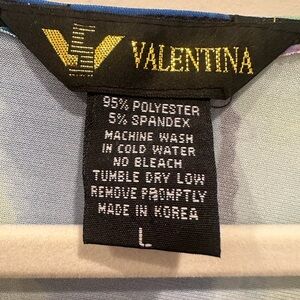 VALENTINA
95% POLYESTER
5% SPANDEX
MACHINE WASH
IN COLD WATER
NO BLEACH
TUMBLE DRY LOW
REMOVE PROMPTLY
MADE IN KOREA
L